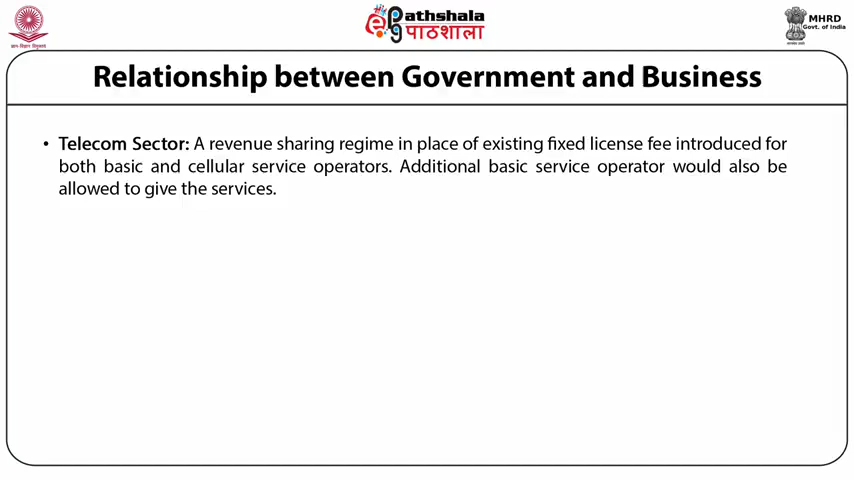 ePathshala
पाठशाला
MHRD
Govt. of India
Relationship between Government and Business
• Telecom Sector: A revenue sharing regime in place of existing fixed license fee introduced for
both basic and cellular service operators. Additional basic service operator would also be
allowed to give the services.